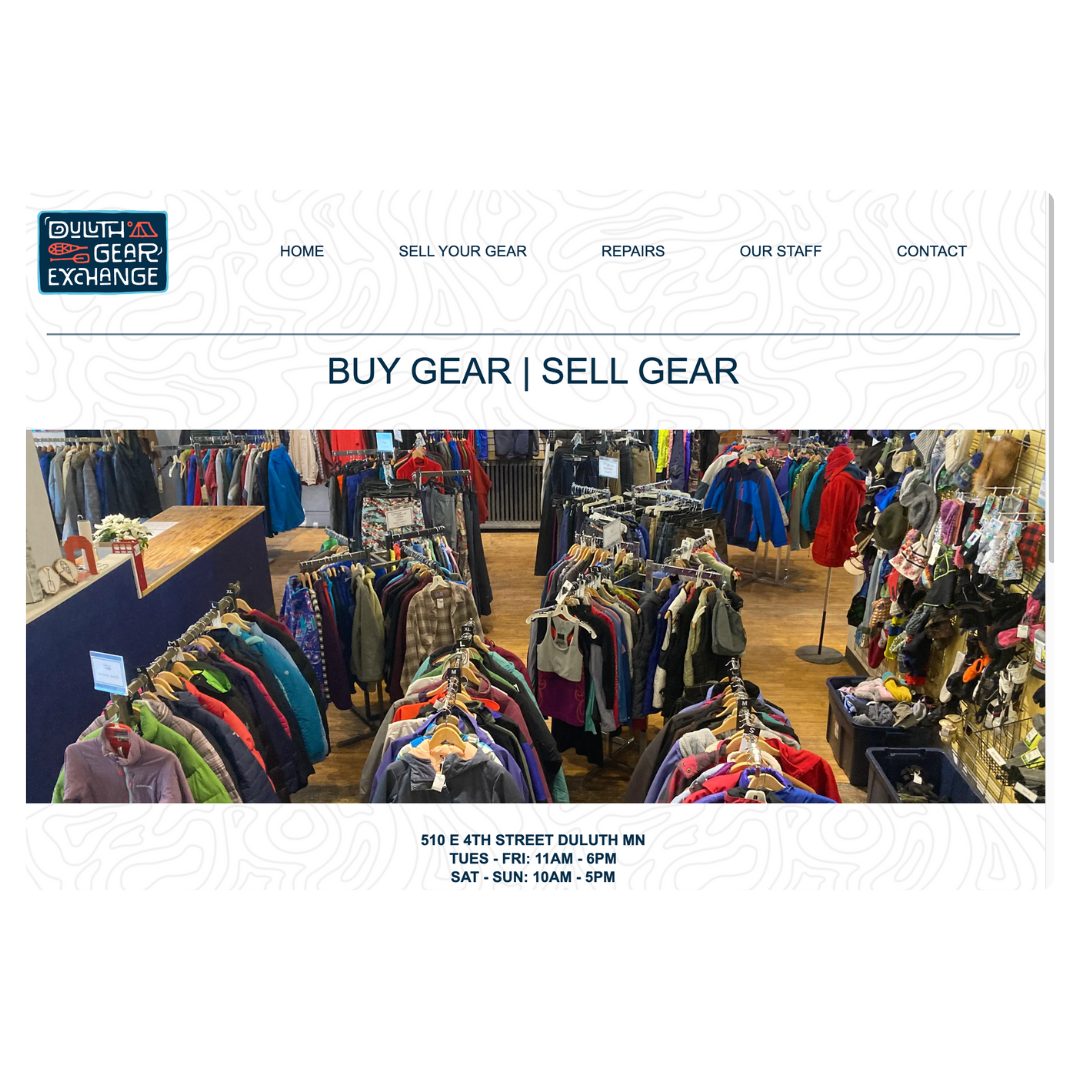 DULUTH
GEAR
EXCHANGE
HOME
SELL YOUR GEAR
REPAIRS
OUR STAFF
CONTACT
BUY GEAR | SELL GEAR
510 E 4TH STREET DULUTH MN
TUES - FRI: 11AM - 6PM
SAT - SUN: 10AM - 5PM